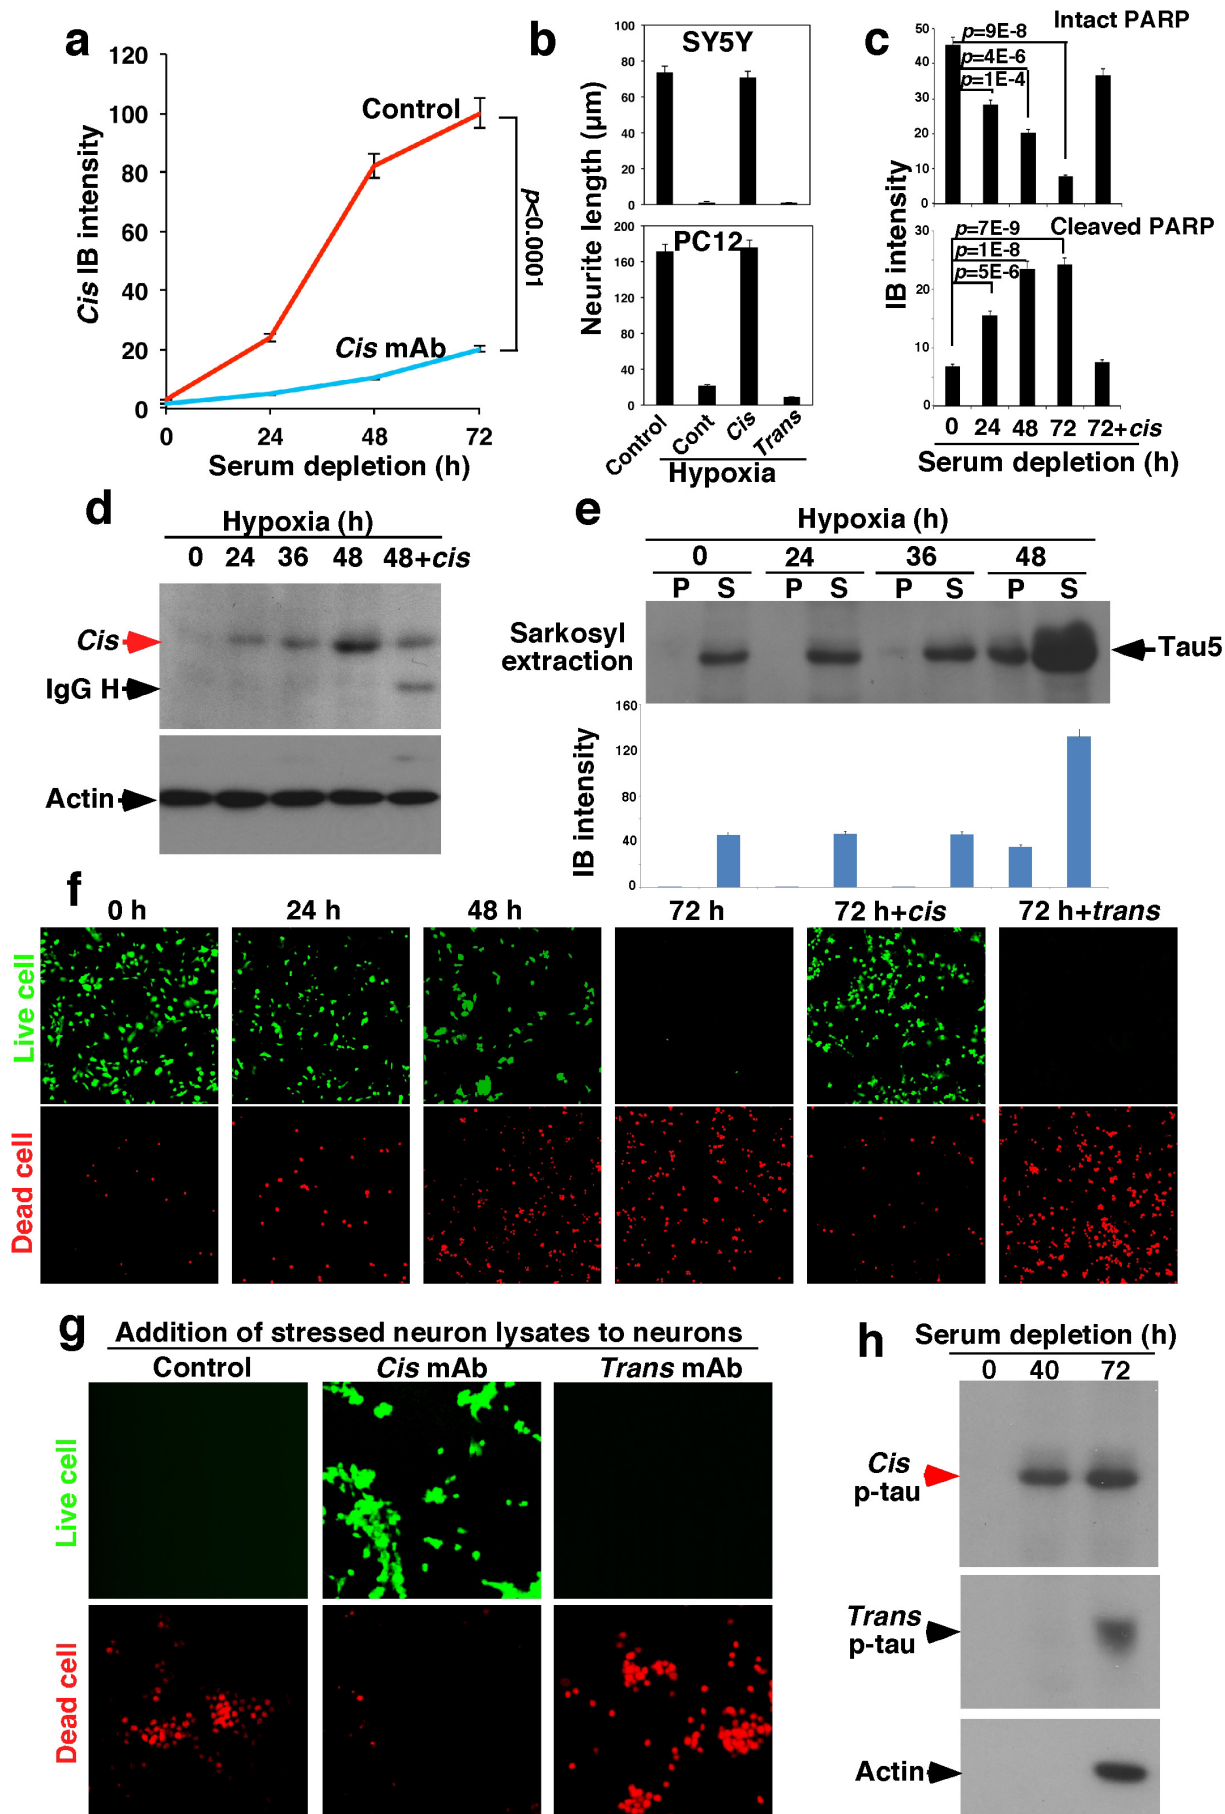 a
120
100
80
60
40
20
0
Cis IB intensity
Control
Cis mAb
p<0.0001
0 24 48 72
Serum depletion (h)
b
100
80
60
40
20
0
SY5Y
Neurite length (µm)
200
160
120
80
40
0
PC12
Control Cont Cis Trans
Hypoxia
c
Intact PARP
50
40
30
20
10
0
p=9E-8
p=4E-6
p=1E-4
IB intensity
Cleaved PARP
30
20
10
0
p=7E-9
p=1E-8
p=5E-6
0 24 48 72 72+cis
Serum depletion (h)
d
Hypoxia (h)
0 24 36 48 48+cis
Cis
IgG H
Actin
e
Hypoxia (h)
0 24 36 48
P S P S P S P S
Sarkosyl
extraction
Tau5
160
120
80
40
0
IB intensity
f
0 h 24 h 48 h 72 h 72 h+cis 72 h+trans
Live cell
Dead cell
g
Addition of stressed neuron lysates to neurons
Control Cis mAb Trans mAb
Live cell
Dead cell
h
Serum depletion (h)
0 40 72
Cis
p-tau
Trans
p-tau
Actin